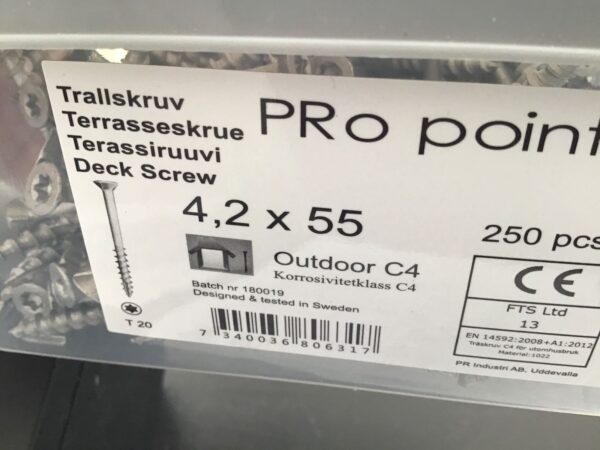 Trallskruv
Terrasseskrue
Terassiruuvi
Deck Screw
PRo point
4,2 x 55
250 pcs
Outdoor C4
Korrosivitetklass C4
Batch nr 180019
Designed & tested in Sweden
T 20
7 340036 806317
CE
FTS Ltd
13
EN 14592:2008+A1:2012
Träskruv C4 för utomhusbruk
Material:1022
PR Industri AB, Uddevalla